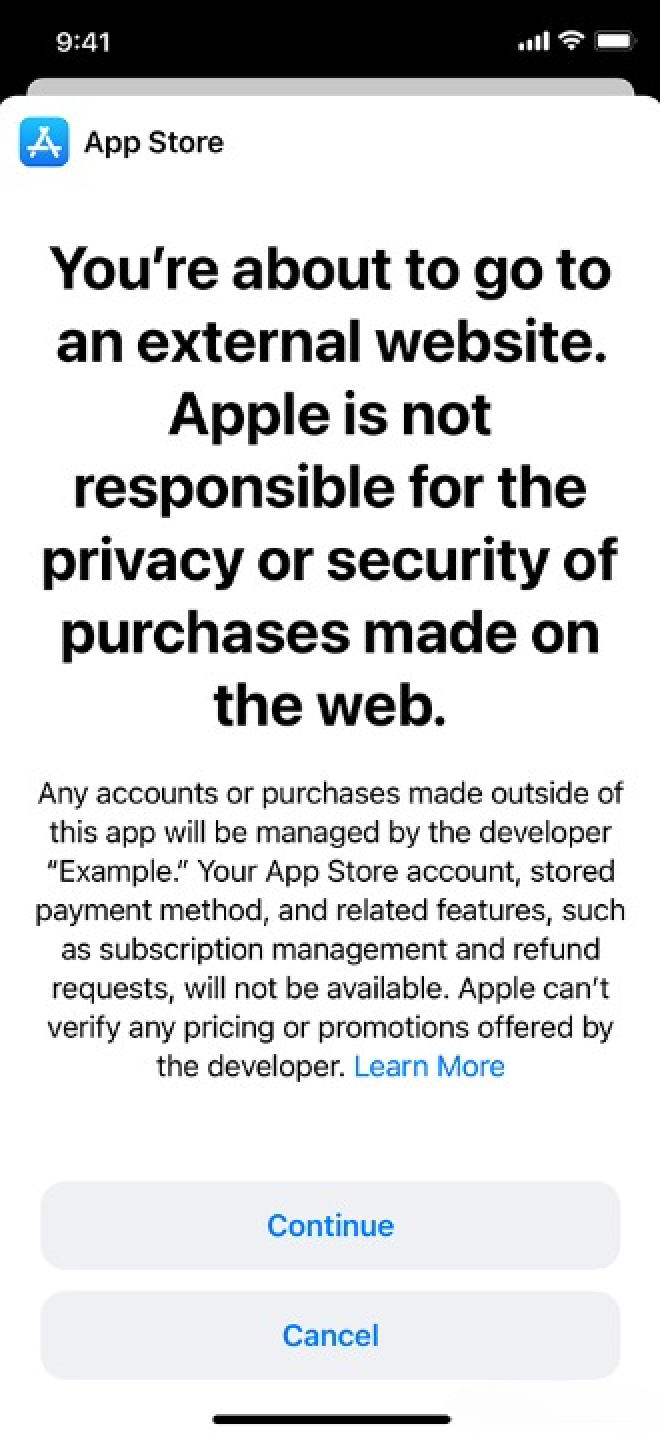 9:41
App Store
You’re about to go to
an external website.
Apple is not
responsible for the
privacy or security of
purchases made on
the web.
Any accounts or purchases made outside of
this app will be managed by the developer
“Example.” Your App Store account, stored
payment method, and related features, such
as subscription management and refund
requests, will not be available. Apple can’t
verify any pricing or promotions offered by
the developer. Learn More
Continue
Cancel